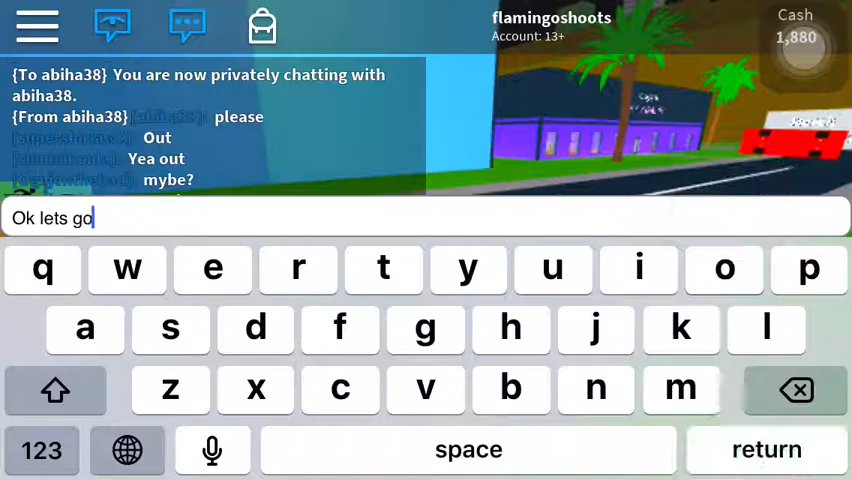 flamingoshoots
Account: 13+
Cash
1,880
{To abiha38} You are now privately chatting with
abiha38.
{From abiha38} [abiha38]: please
Out
Yea out
mybe?
Ok lets go
q w e r t y u i o p
a s d f g h j k l
z x c v b n m
123 space return